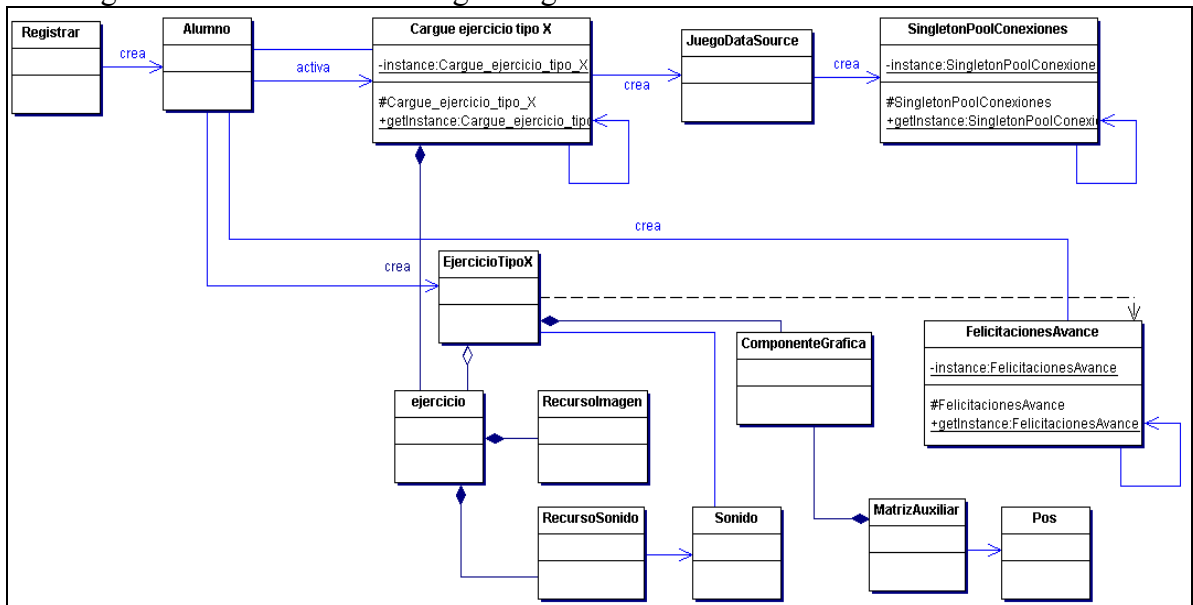 Registrar
crea
Alumno
activa
Cargue ejercicio tipo X
-instance:Cargue_ejercicio_tipo_X
#Cargue_ejercicio_tipo_X
+getInstance:Cargue_ejercicio_tipo
crea
JuegoDataSource
crea
SingletonPoolConexiones
-instance:SingletonPoolConexione
#SingletonPoolConexiones
+getInstance:SingletonPoolConexi
crea
crea
EjercicioTipoX
ComponenteGrafica
FelicitacionesAvance
-instance:FelicitacionesAvance
#FelicitacionesAvance
+getInstance:FelicitacionesAvance
ejercicio
RecursoImagen
RecursoSonido
Sonido
MatrizAuxiliar
Pos